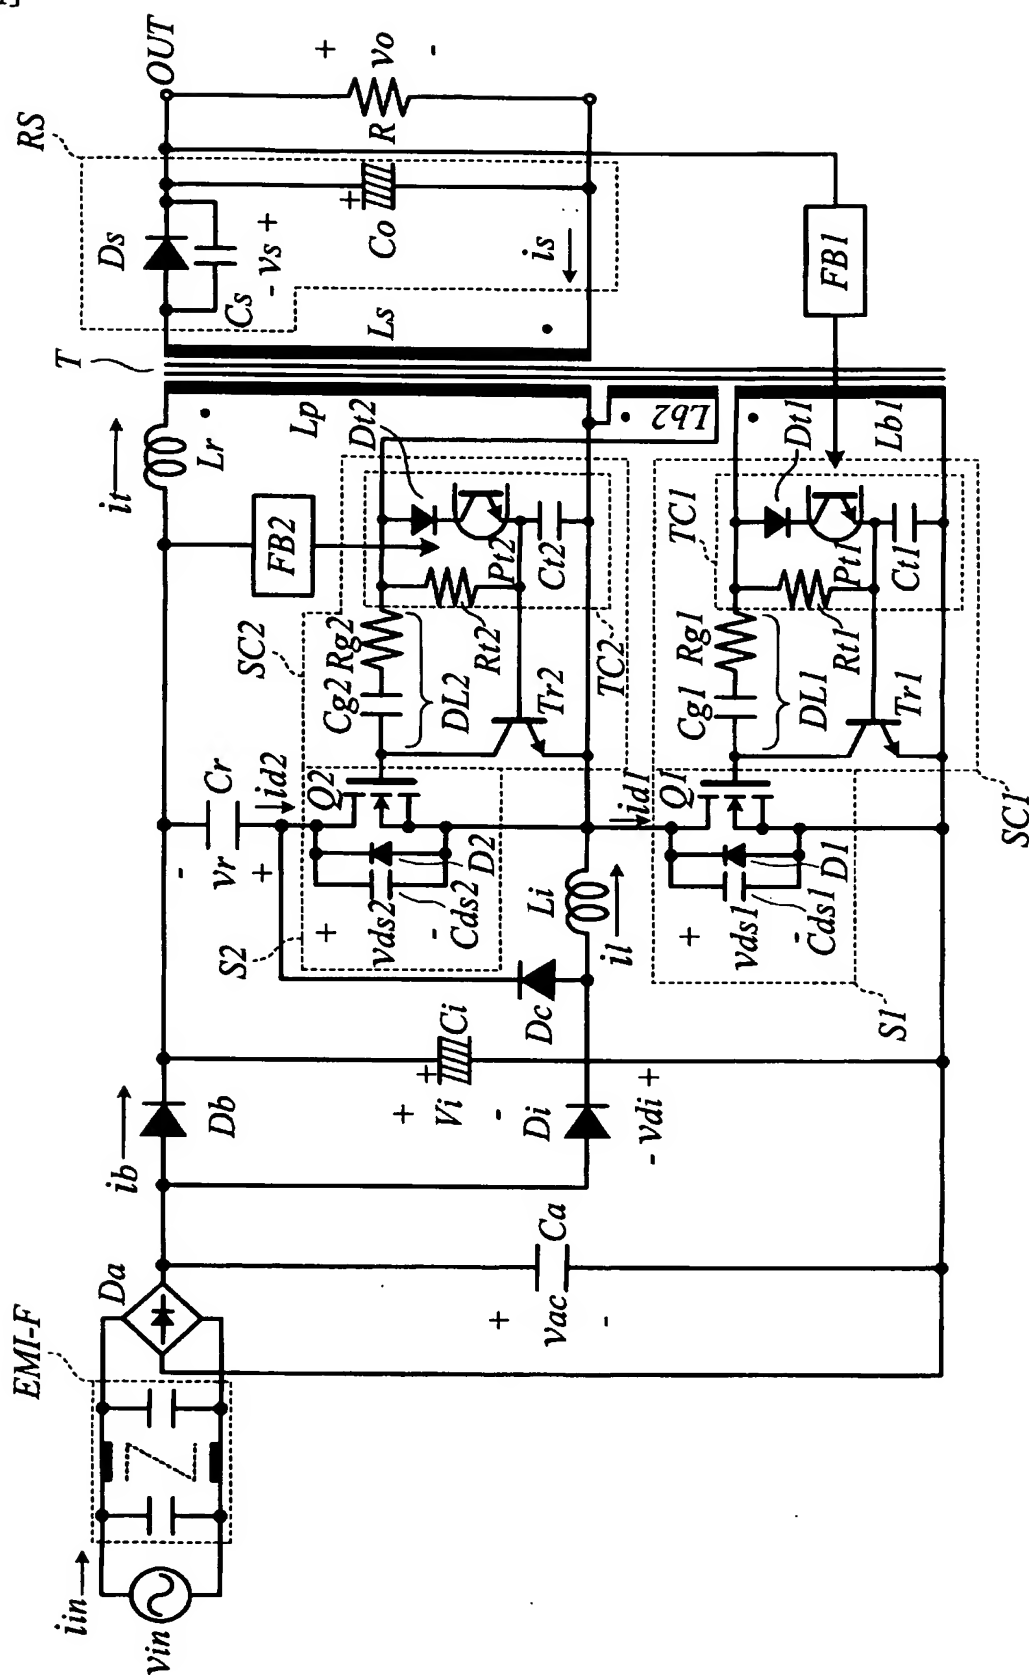 OUT
+
vo
-
R
RS
Ds
Cs
- vs +
+
Co
is
FB1
T
Ls
it
Lr
Lp
Lb2
Lb1
Dt2
Dt1
FB2
TC1
Pt2
Ct2
Pt1
Ct1
SC2
Rg2
Rt2
TC2
Rg1
Rt1
Cg2
DL2
Tr2
Cg1
DL1
Tr1
Cr
id2
Q2
id1
Q1
SC1
-
vr
+
D2
D1
+
vds2
-
Cds2
Li
+
vds1
-
Cds1
S2
il
Dc
S1
+
Ci
ib
Db
+
Vi
-
Di
- vdi +
Ca
Da
+
vac
-
EMI-F
iin
vin